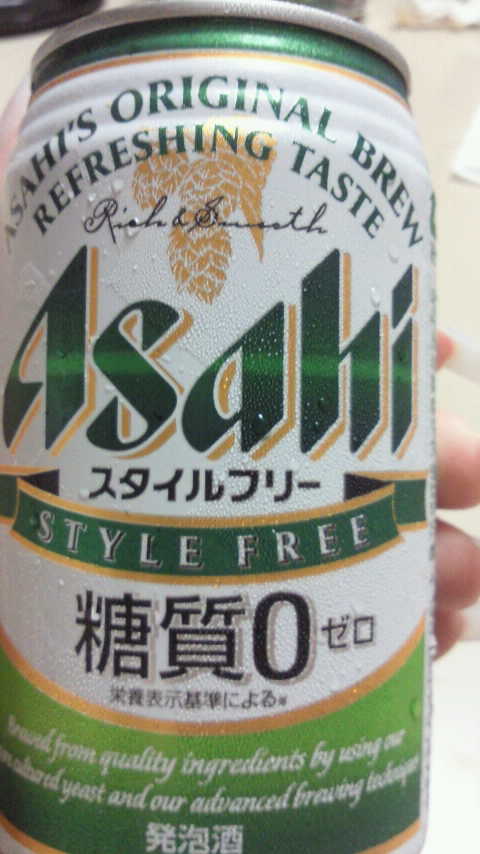 ASAHI'S ORIGINAL BREW
REFRESHING TASTE
Rich & Smooth
Asahi
スタイルフリー
STYLE FREE
糖質0ゼロ
栄養表示基準による※
Brewed from quality ingredients by using our
cultured yeast and our advanced brewing techniques
発泡酒